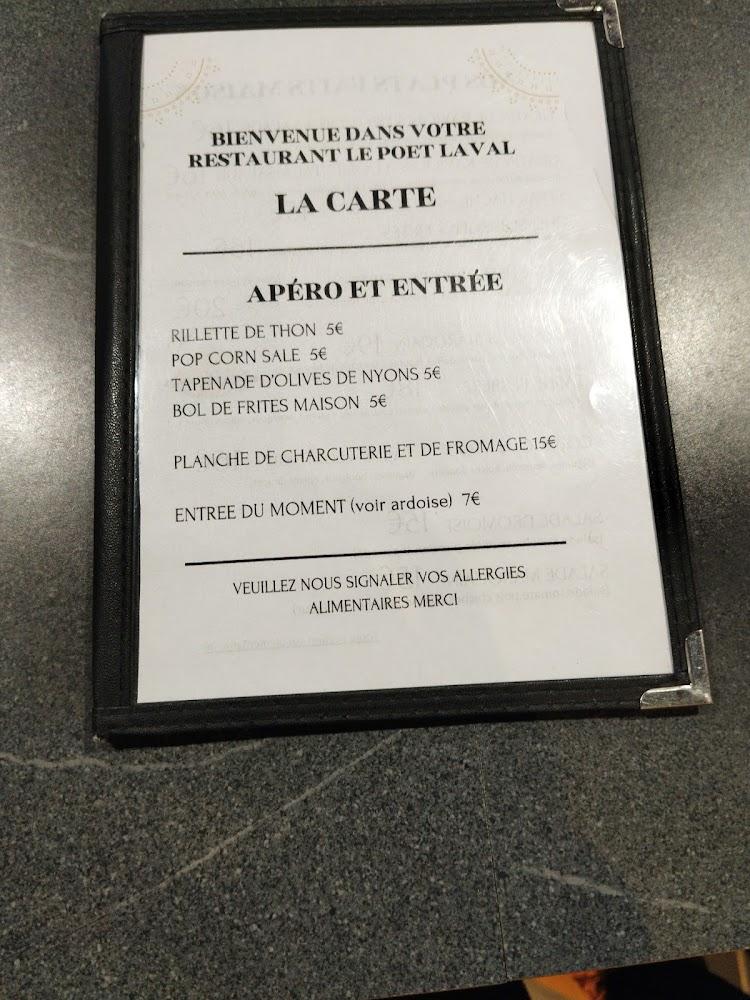 BIENVENUE DANS VOTRE
RESTAURANT LE POET LAVAL
LA CARTE
APÉRO ET ENTRÉE
RILLETTE DE THON 5€
POP CORN SALE 5€
TAPENADE D'OLIVES DE NYONS 5€
BOL DE FRITES MAISON 5€
PLANCHE DE CHARCUTERIE ET DE FROMAGE 15€
ENTREE DU MOMENT (voir ardoise) 7€
VEUILLEZ NOUS SIGNALER VOS ALLERGIES
ALIMENTAIRES MERCI